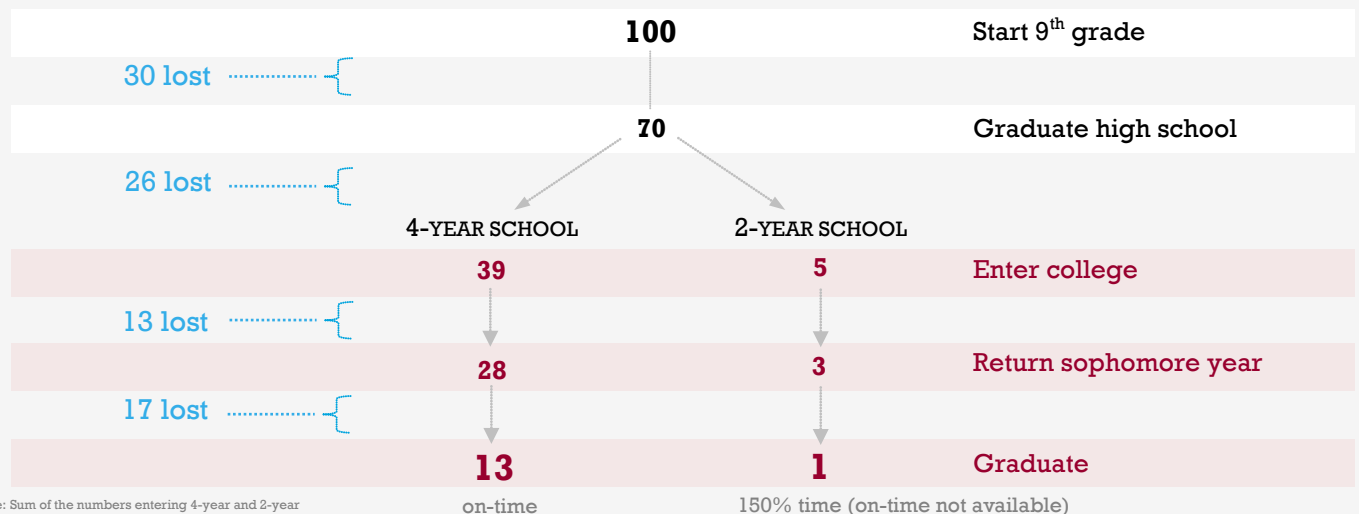 100 Start 9th grade
30 lost
70 Graduate high school
26 lost
4-YEAR SCHOOL 2-YEAR SCHOOL
39 5 Enter college
13 lost
28 3 Return sophomore year
17 lost
13 1 Graduate
: Sum of the numbers entering 4-year and 2-year on-time 150% time (on-time not available)